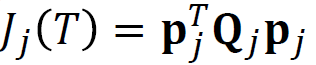 J_j(T) = p_j^T Q_j p_j